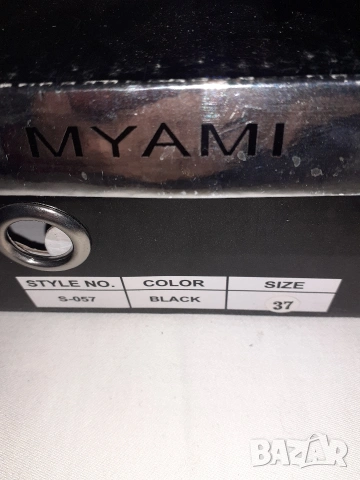 MYAMI
STYLE NO. COLOR SIZE
S-057 BLACK 37
BAZAR